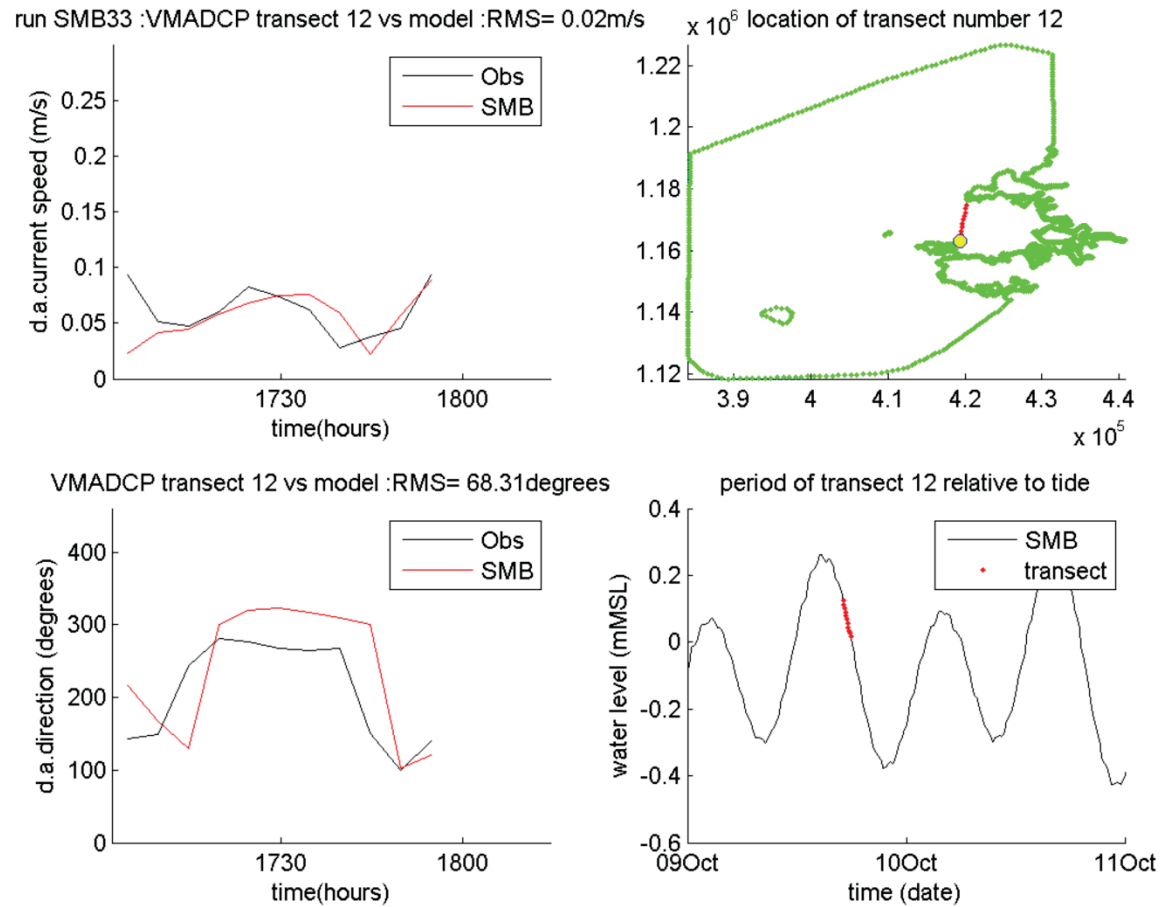 run SMB33 :VMADCP transect 12 vs model :RMS= 0.02m/s
Obs
SMB
0.25
0.2
0.15
0.1
0.05
0
d.a.current speed (m/s)
1730
1800
time(hours)
x 10^6 location of transect number 12
1.22
1.2
1.18
1.16
1.14
1.12
3.9
4
4.1
4.2
4.3
4.4
x 10^5
VMADCP transect 12 vs model :RMS= 68.31degrees
Obs
SMB
400
300
200
100
0
d.a.direction (degrees)
1730
1800
time(hours)
period of transect 12 relative to tide
SMB
transect
0.4
0.2
0
-0.2
-0.4
-0.6
water level (mMSL)
09Oct
10Oct
11Oct
time (date)